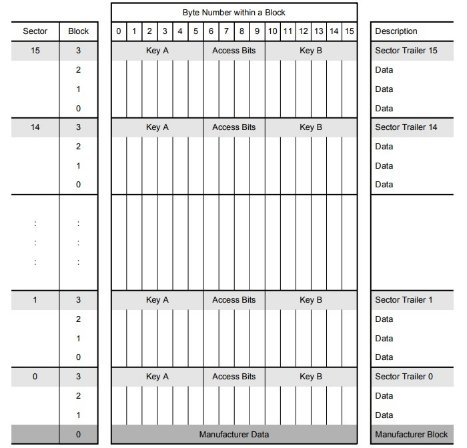 Byte Number within a Block
Sector Block 0 1 2 3 4 5 6 7 8 9 10 11 12 13 14 15 Description
15 3 Key A Access Bits Key B Sector Trailer 15
2 Data
1 Data
0 Data
14 3 Key A Access Bits Key B Sector Trailer 14
2 Data
1 Data
0 Data
: :
: :
: :
1 3 Key A Access Bits Key B Sector Trailer 1
2 Data
1 Data
0 Data
0 3 Key A Access Bits Key B Sector Trailer 0
2 Data
1 Data
0 Manufacturer Data Manufacturer Block